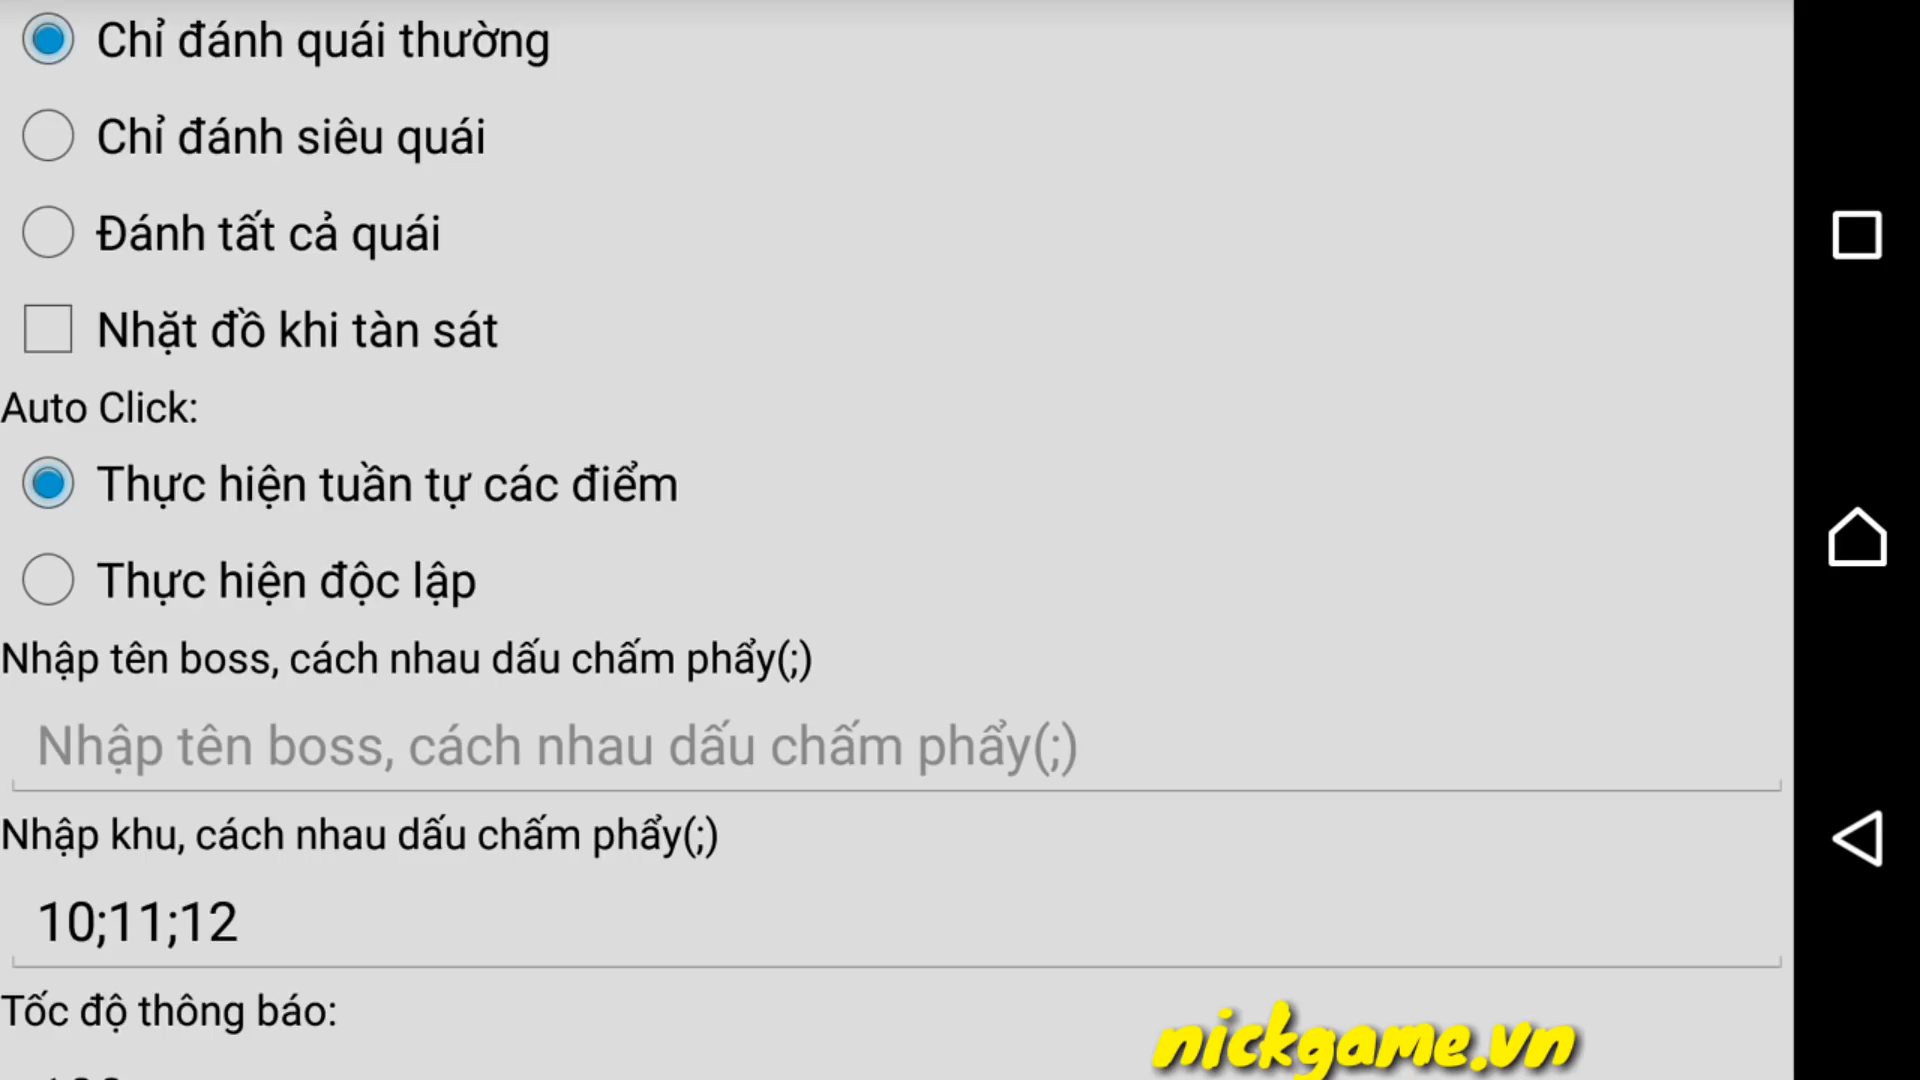 Chỉ đánh quái thường
Chỉ đánh siêu quái
Đánh tất cả quái
Nhặt đồ khi tàn sát
Auto Click:
Thực hiện tuần tự các điểm
Thực hiện độc lập
Nhập tên boss, cách nhau dấu chấm phẩy(;)
Nhập tên boss, cách nhau dấu chấm phẩy(;)
Nhập khu, cách nhau dấu chấm phẩy(;)
10;11;12
Tốc độ thông báo:
nickgame.vn